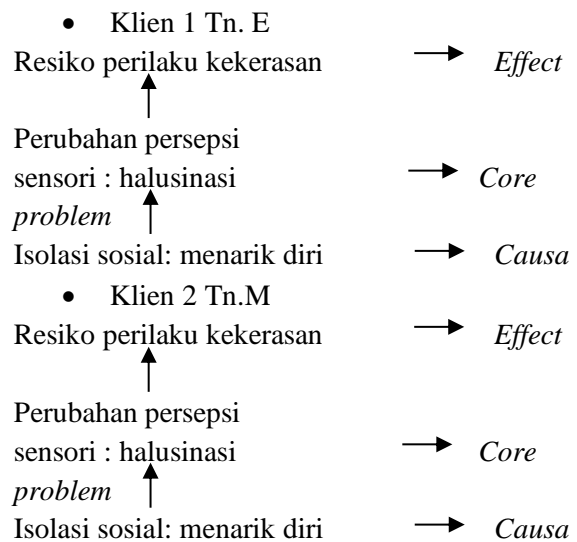 • Klien 1 Tn. E
Resiko perilaku kekerasan → Effect
Perubahan persepsi
sensori : halusinasi → Core
problem
Isolasi sosial: menarik diri → Causa
• Klien 2 Tn.M
Resiko perilaku kekerasan → Effect
Perubahan persepsi
sensori : halusinasi → Core
problem
Isolasi sosial: menarik diri → Causa